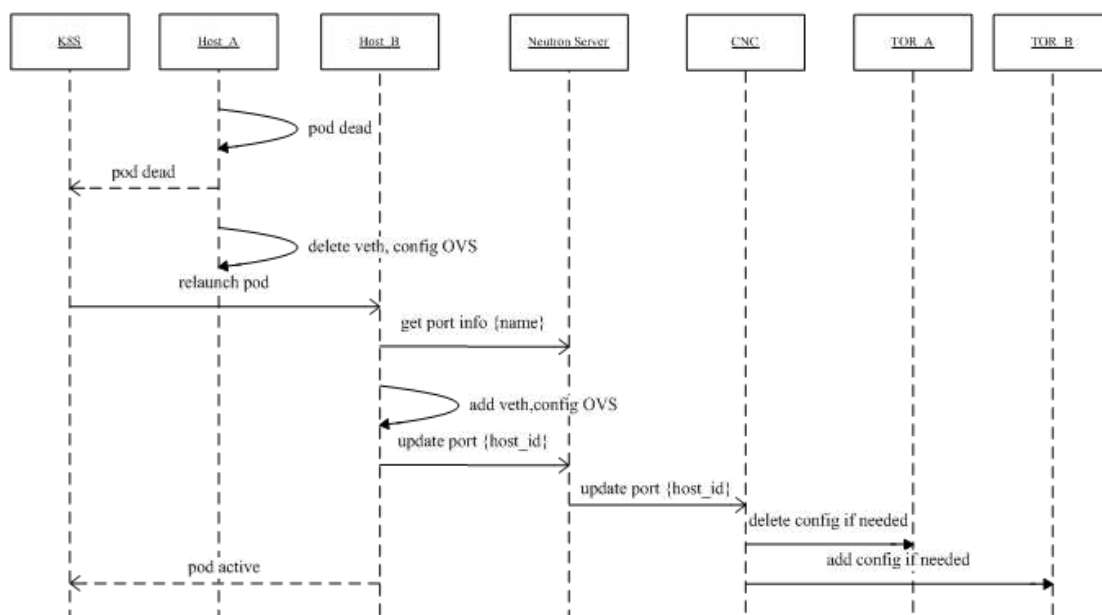 K8S
Host_A
Host_B
Neutron Server
CNC
TOR_A
TOR_B
pod dead
pod dead
delete veth, config OVS
relaunch pod
get port info {name}
add veth,config OVS
update port {host_id}
update port {host_id}
delete config if needed
add config if needed
pod active